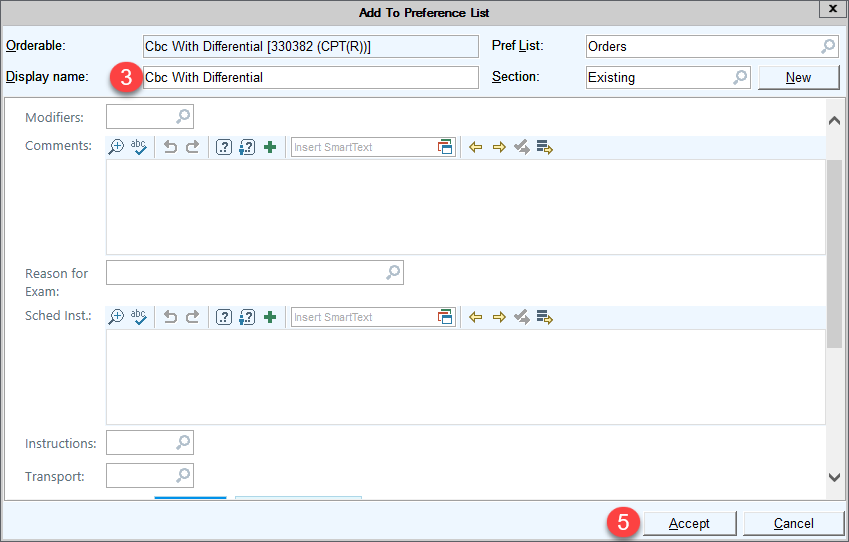 Add To Preference List X
Orderable: Cbc With Differential [330382 (CPT(R))] Pref List: Orders
Display name: 3 Cbc With Differential Section: Existing New
Modifiers:
Comments: abc Insert SmartText
Reason for
Exam:
Sched Inst.: abc Insert SmartText
Instructions:
Transport:
5 Accept Cancel